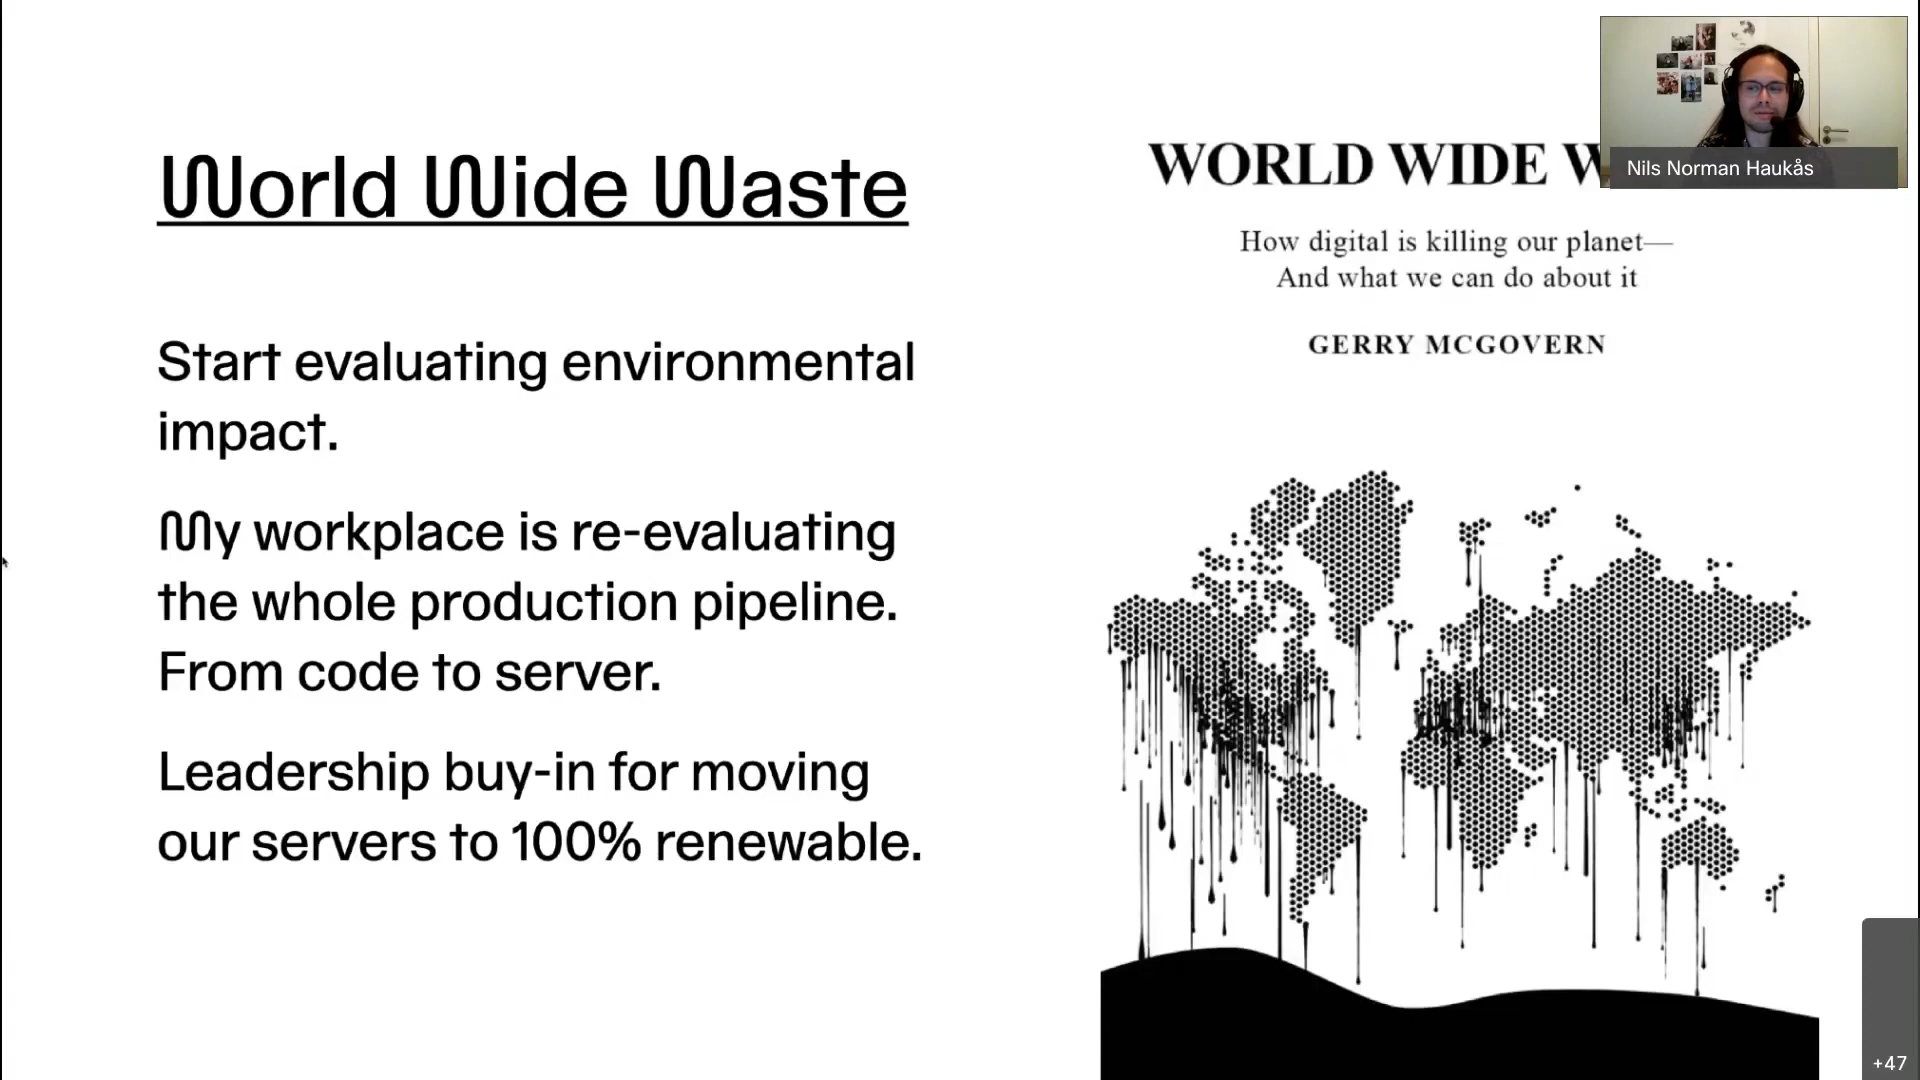 World Wide Waste
Start evaluating environmental
impact.
My workplace is re-evaluating
the whole production pipeline.
From code to server.
Leadership buy-in for moving
our servers to 100% renewable.
WORLD WIDE W
How digital is killing our planet—
And what we can do about it
GERRY MCGOVERN
Nils Norman Haukås
+47